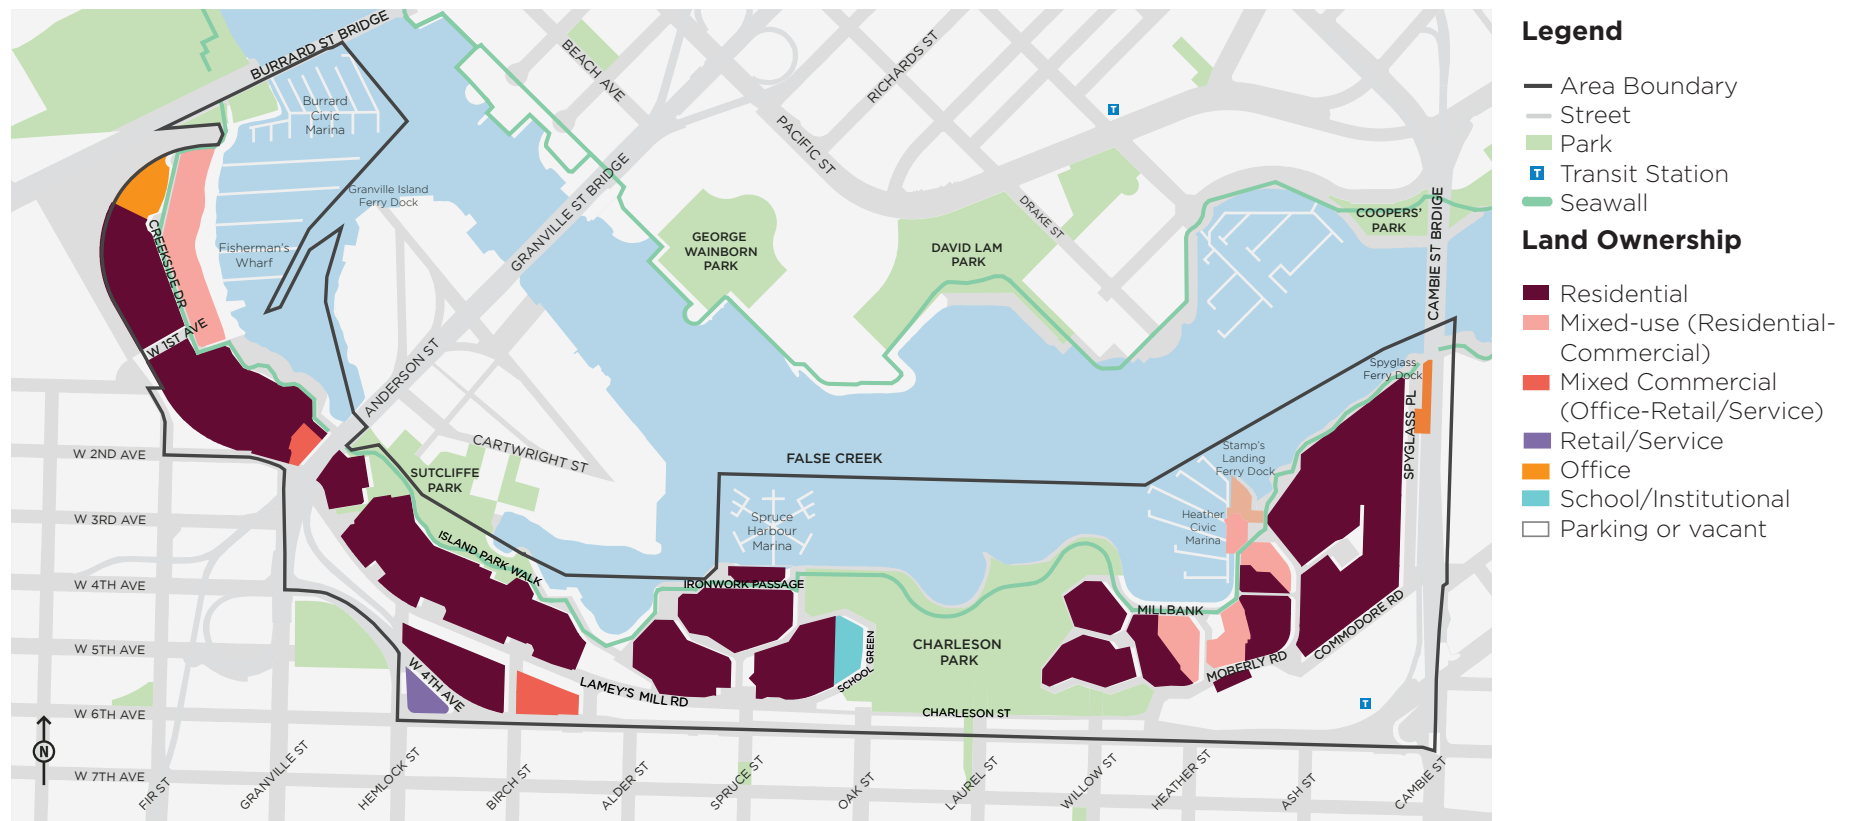 BURRARD ST BRIDGE
Burrard
Civic
Marina
BEACH AVE
RICHARDS ST
PACIFIC ST
T
Granville Island
Ferry Dock
GRANVILLE ST BRIDGE
DRAKE ST
COOPERS'
PARK
CAMBIE ST BRDIGE
GEORGE
WAINBORN
PARK
DAVID LAM
PARK
CREEKSIDE DR
Fisherman's
Wharf
W 1ST AVE
ANDERSON ST
Spyglass
Ferry Dock
SPYGLASS PL
CARTWRIGHT ST
FALSE CREEK
W 2ND AVE
SUTCLIFFE
PARK
Stamp's
Landing
Ferry Dock
W 3RD AVE
Spruce
Harbour
Marina
Heather
Civic
Marina
ISLAND PARK WALK
W 4TH AVE
IRONWORK PASSAGE
MILLBANK
COMMODORE RD
W 5TH AVE
SCHOOL GREEN
CHARLESON
PARK
MOBERLY RD
W 4TH AVE
LAMEY'S MILL RD
W 6TH AVE
CHARLESON ST
T
N
W 7TH AVE
FIR ST
GRANVILLE ST
HEMLOCK ST
BIRCH ST
ALDER ST
SPRUCE ST
OAK ST
LAUREL ST
WILLOW ST
HEATHER ST
ASH ST
CAMBIE ST
Legend
Area Boundary
Street
Park
T Transit Station
Seawall
Land Ownership
Residential
Mixed-use (Residential-
Commercial)
Mixed Commercial
(Office-Retail/Service)
Retail/Service
Office
School/Institutional
Parking or vacant